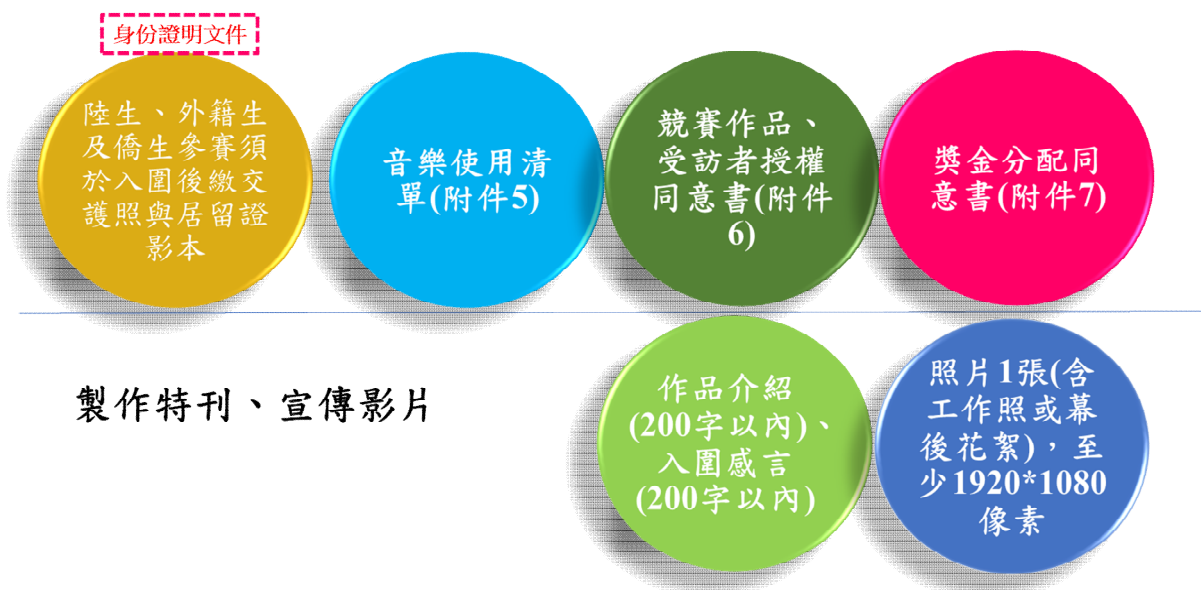 身份證明文件
陸生、外籍生
及僑生參賽須
於入圍後繳交
護照與居留證
影本
音樂使用清
單(附件5)
競賽作品、
受訪者授權
同意書(附件
6)
獎金分配同
意書(附件7)
製作特刊、宣傳影片
作品介紹
(200字以內)、
入圍感言
(200字以內)
照片1張(含
工作照或幕
後花絮)，至
少1920*1080
像素